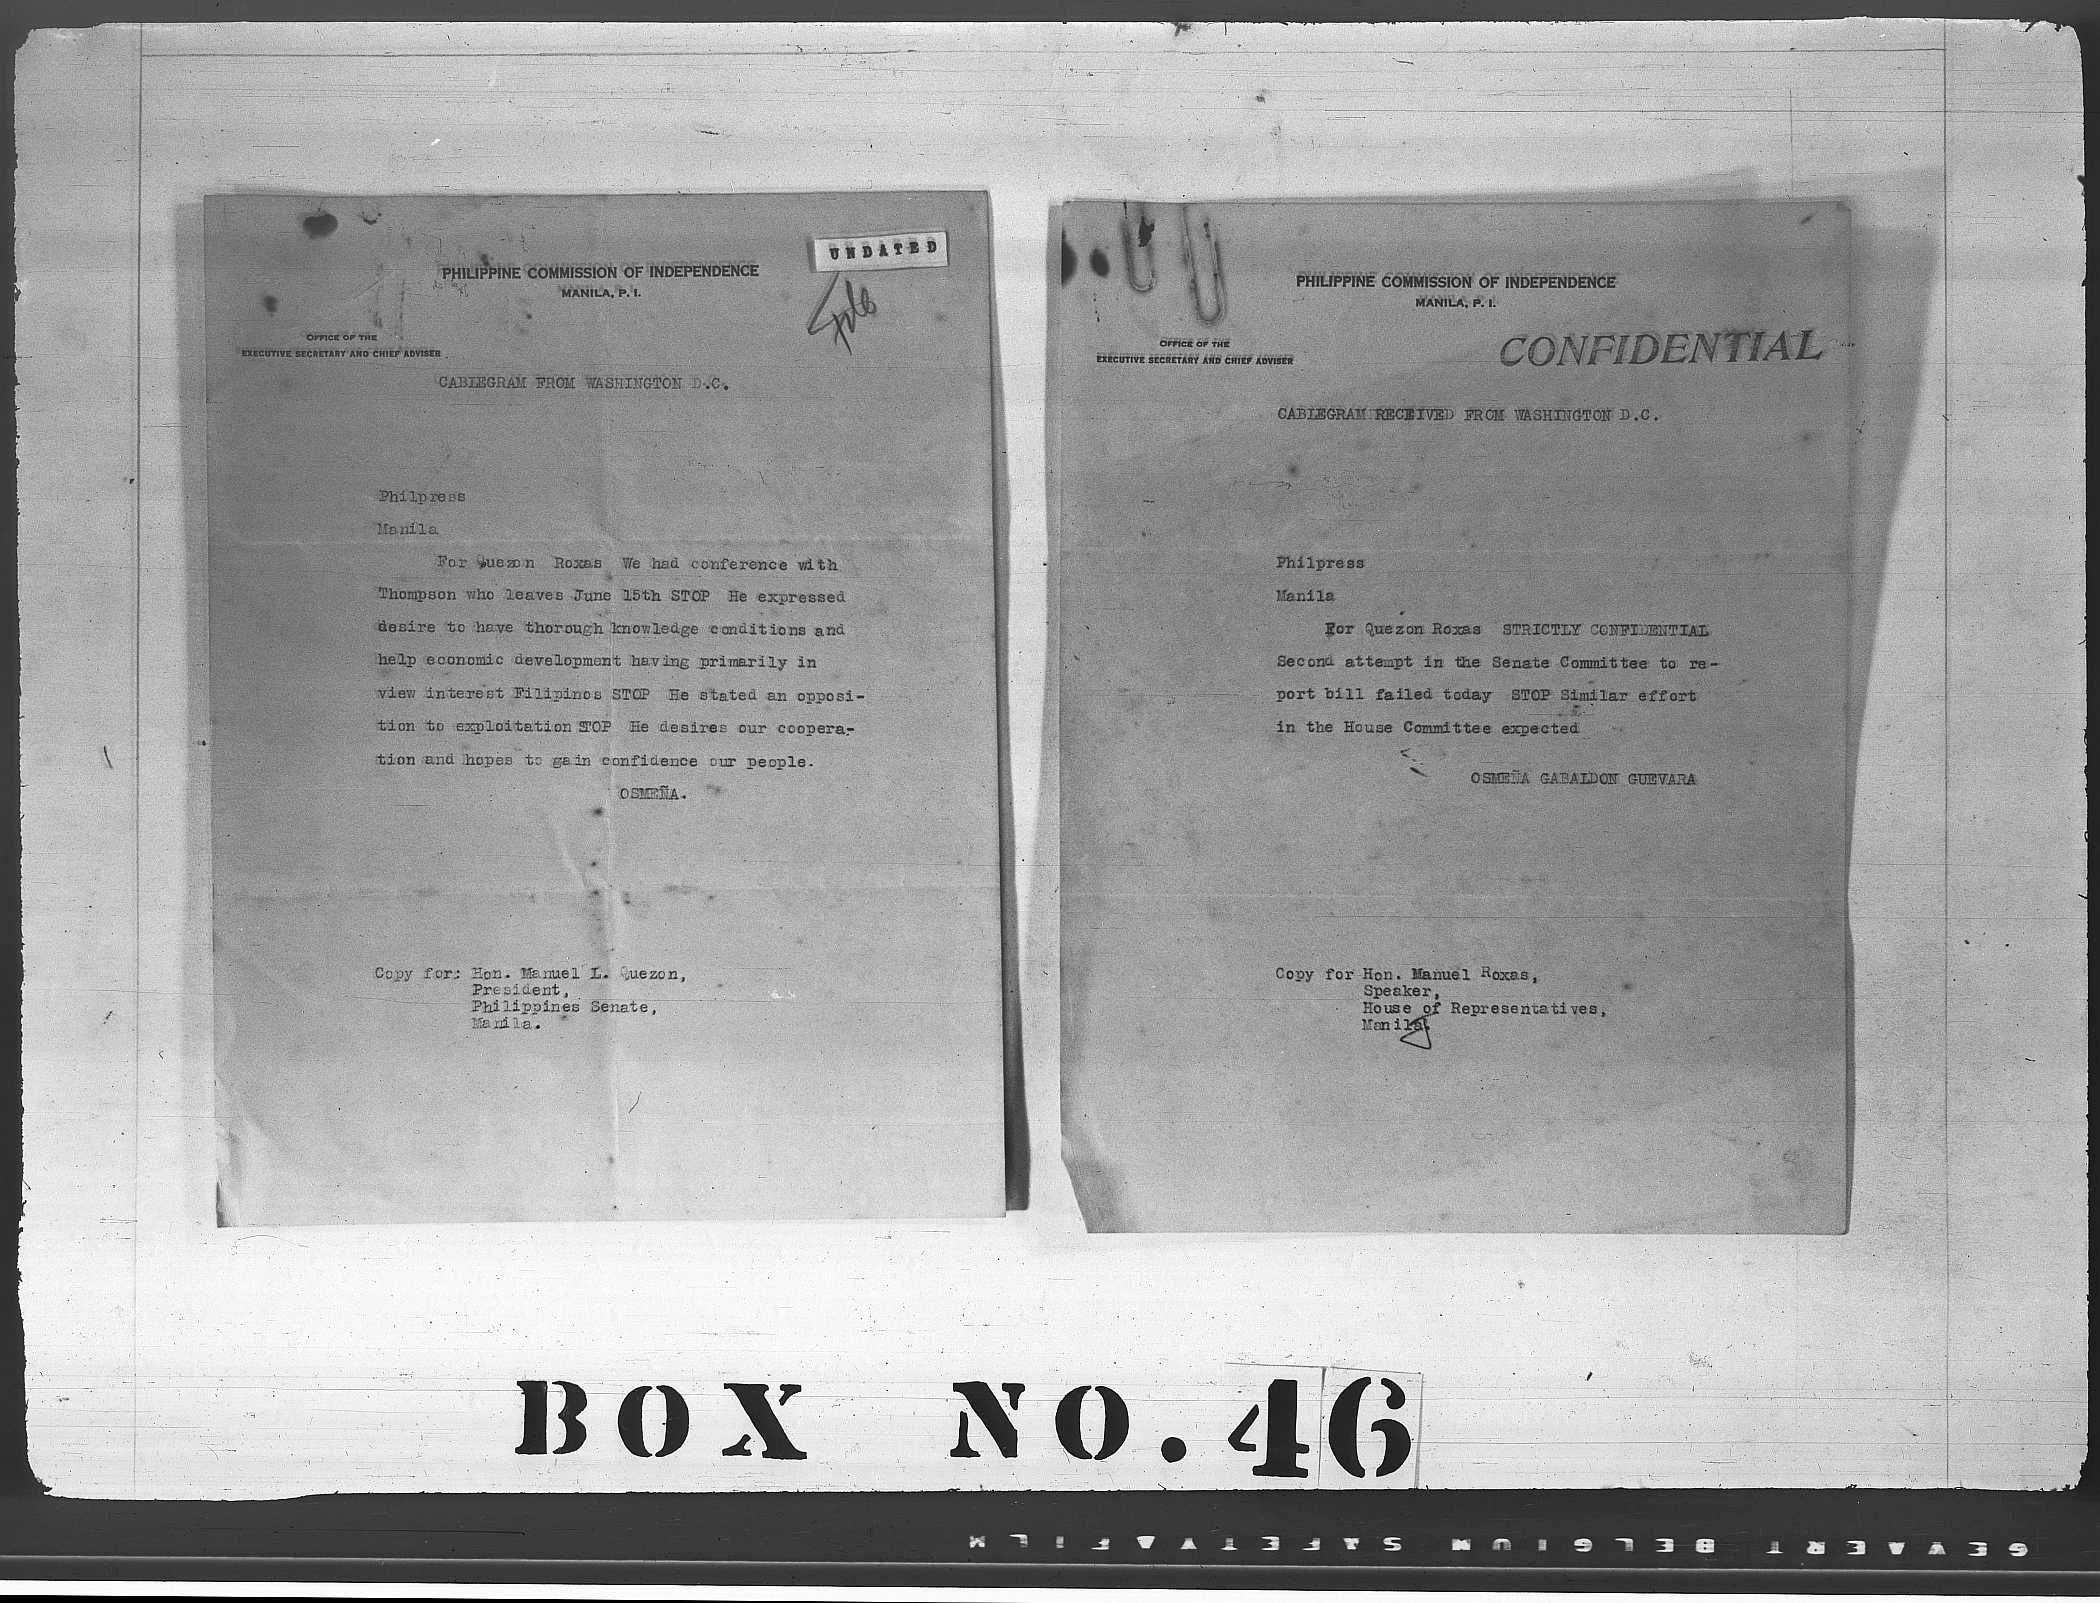 UNDATED
PHILIPPINE COMMISSION OF INDEPENDENCE
MANILA, P. I.
OFFICE OF THE
EXECUTIVE SECRETARY AND CHIEF ADVISER
CABLEGRAM FROM WASHINGTON D.C.
Philpress
Manila
For Quezon Roxas We had conference with
Thompson who leaves June 15th STOP He expressed
desire to have thorough knowledge conditions and
help economic development having primarily in
view interest Filipinos STOP He stated an opposi-
tion to exploitation STOP He desires our coopera-
tion and hopes to gain confidence our people.
OSMEÑA.
Copy for: Hon. Manuel L. Quezon,
President,
Philippines Senate,
Manila.
PHILIPPINE COMMISSION OF INDEPENDENCE
MANILA, P. I.
OFFICE OF THE
EXECUTIVE SECRETARY AND CHIEF ADVISER
CONFIDENTIAL
CABLEGRAM RECEIVED FROM WASHINGTON D.C.
Philpress
Manila
For Quezon Roxas STRICTLY CONFIDENTIAL
Second attempt in the Senate Committee to re-
port bill failed today STOP Similar effort
in the House Committee expected
OSMEÑA GABALDON GUEVARA
Copy for Hon. Manuel Roxas,
Speaker,
House of Representatives,
Manila.
BOX NO. 46
GEVAERT BELGIUM SAFETY FILM